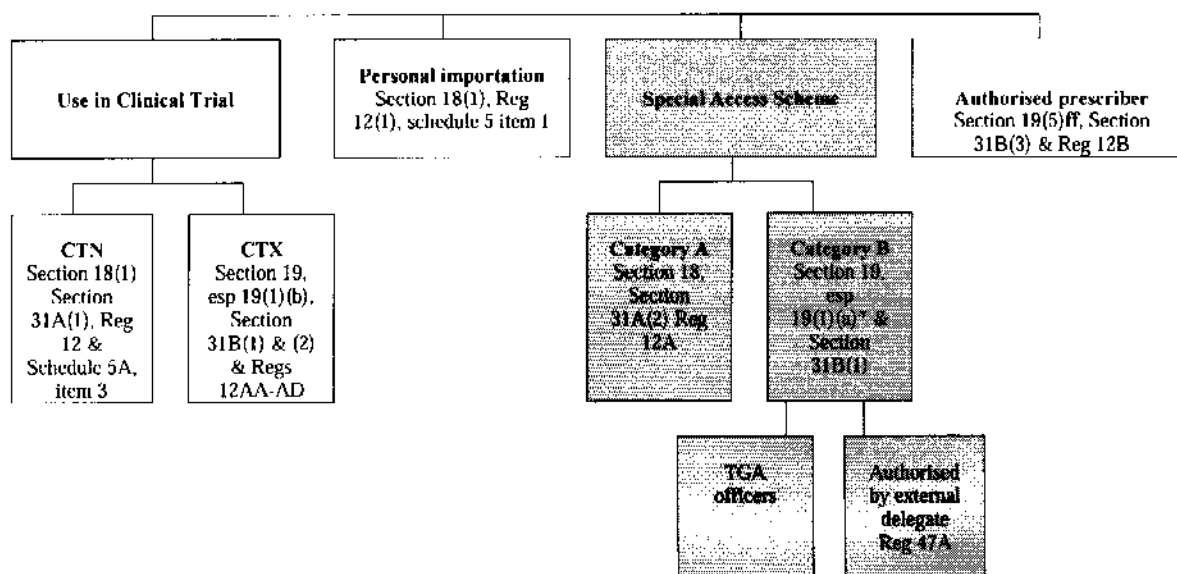 Use in Clinical Trial
Personal importation
Section 18(1), Reg
12(1), schedule 5 item 1
Special Access Scheme
Authorised prescriber
Section 19(5)ff, Section
31B(3) & Reg 12B
CTN
Section 18(1)
Section
31A(1), Reg
12 &
Schedule 5A,
item 3
CTX
Section 19,
esp 19(1)(b),
Section
31B(1) & (2)
& Regs
12AA-AD
Category A
Section 18,
Section
31A(2) Reg
12A
Category B
Section 19,
esp
19(1)(a)* &
Section
31B(1)
TGA
officers
Authorised
by external
delegate
Reg 47A